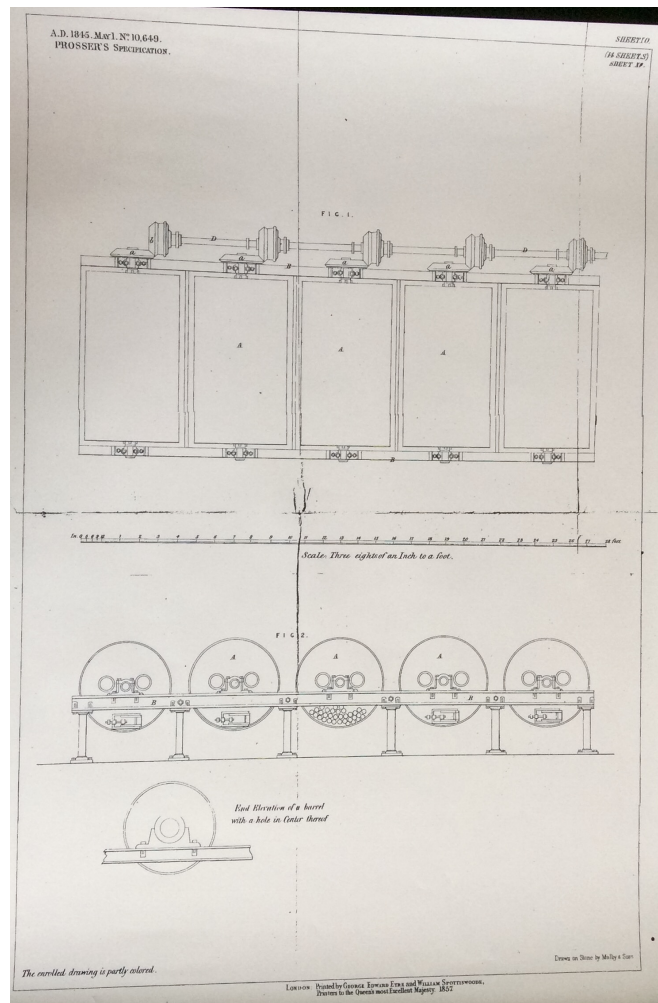 A.D. 1845. MAY 1. Nº 10,649.
PROSSER'S SPECIFICATION.
SHEET 10.
(14 SHEETS)
FIG. 1.
b
D
D
a
a
a
a
a
B
A
A
A
B
Scale. Three eights of an Inch to a foot.
FIG. 2.
A
A
A
B
B
End Elevation of a barrel
with a hole in Center thereof
The enrolled drawing is partly colored.
Drawn on Stone by Malby & Sons
LONDON: Printed by GEORGE EDWARD EYRE and WILLIAM SPOTTISWOODE,
Printers to the Queen's most Excellent Majesty. 1857